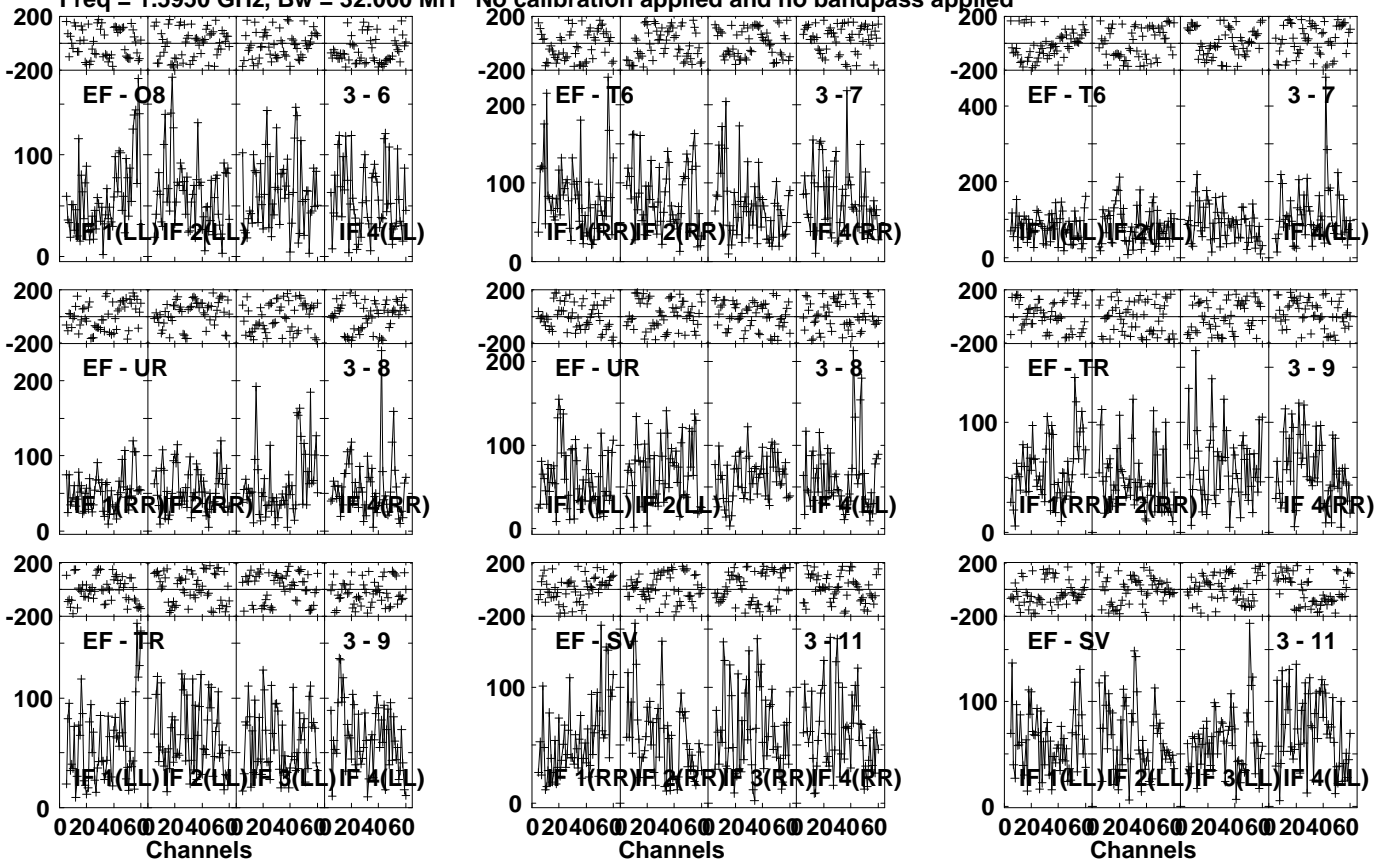 Freq = 1.5950 GHz, Bw = 32.000 MH No calibration applied and no bandpass applied
200 200 200
-200 -200 -200
EF - O8 3 - 6 EF - T6 3 - 7 EF - T6 3 - 7
400
100 100 200
IF 1(LL) IF 2(LL) IF 4(LL) IF 1(RR) IF 2(RR) IF 4(RR) IF 1(LL) IF 2(LL) IF 4(LL)
0 0 0
200 200 200
-200 -200 -200
EF - UR 3 - 8 EF - UR 3 - 8 EF - TR 3 - 9
200 200
100 100 100
IF 1(RR) IF 2(RR) IF 4(RR) IF 1(LL) IF 2(LL) IF 4(LL) IF 1(RR) IF 2(RR) IF 4(RR)
0 0 0
200 200 200
-200 -200 -200
EF - TR 3 - 9 EF - SV 3 - 11 EF - SV 3 - 11
100 100 100
IF 1(LL) IF 2(LL) IF 3(LL) IF 4(LL) IF 1(RR) IF 2(RR) IF 3(RR) IF 4(RR) IF 1(LL) IF 2(LL) IF 3(LL) IF 4(LL)
0 0 0
0 20 40 60 0 20 40 60 0 20 40 60 0 20 40 60 0 20 40 60 0 20 40 60 0 20 40 60 0 20 40 60 0 20 40 60 0 20 40 60 0 20 40 60 0 20 40 60
Channels Channels Channels